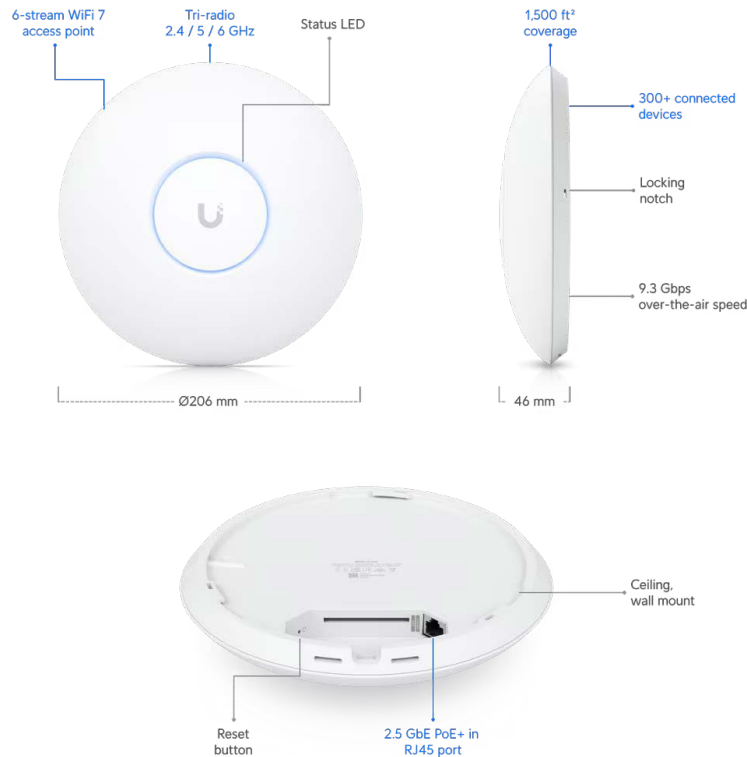 6-stream WiFi 7
access point
Tri-radio
2.4 / 5 / 6 GHz
Status LED
1,500 ft²
coverage
300+ connected
devices
Locking
notch
9.3 Gbps
over-the-air speed
Ø206 mm
46 mm
Ceiling,
wall mount
Reset
button
2.5 GbE PoE+ in
RJ45 port